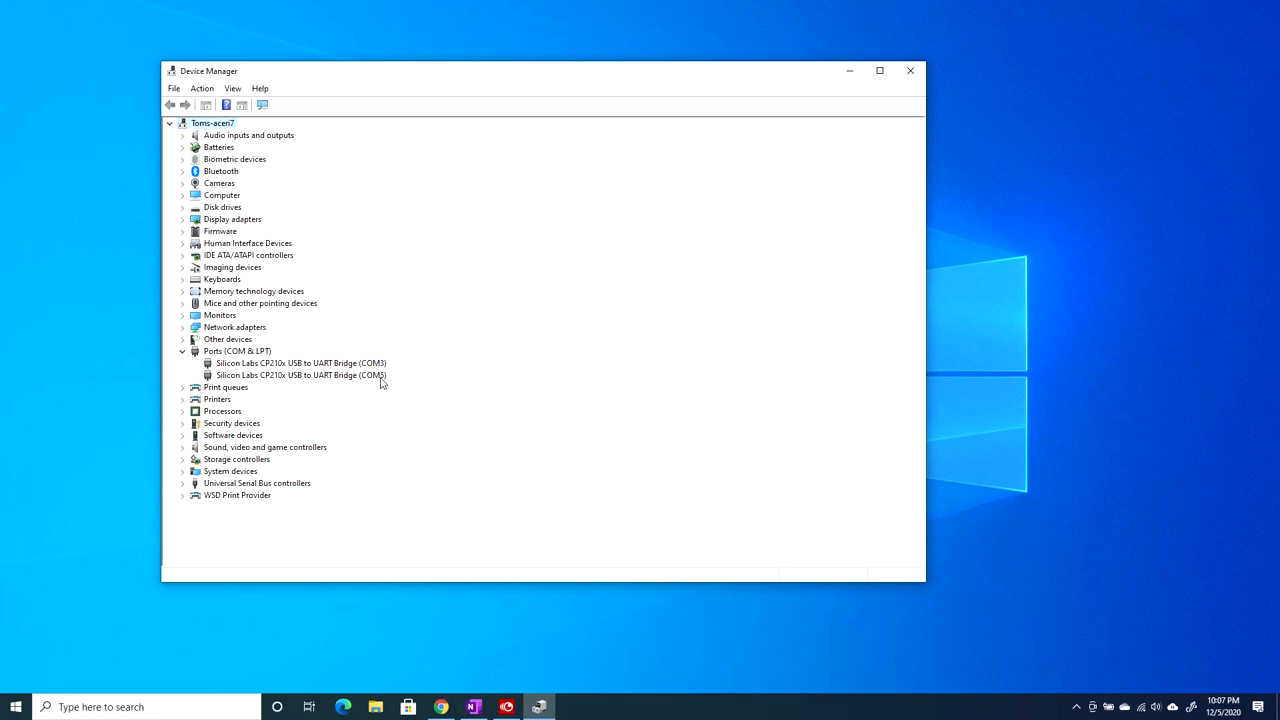 Device Manager
File Action View Help
Toms-aceri7
Audio inputs and outputs
Batteries
Biometric devices
Bluetooth
Cameras
Computer
Disk drives
Display adapters
Firmware
Human Interface Devices
IDE ATA/ATAPI controllers
Imaging devices
Keyboards
Memory technology devices
Mice and other pointing devices
Monitors
Network adapters
Other devices
Ports (COM & LPT)
Silicon Labs CP210x USB to UART Bridge (COM3)
Silicon Labs CP210x USB to UART Bridge (COM5)
Print queues
Printers
Processors
Security devices
Software devices
Sound, video and game controllers
Storage controllers
System devices
Universal Serial Bus controllers
WSD Print Provider
Type here to search
10:07 PM
12/5/2020